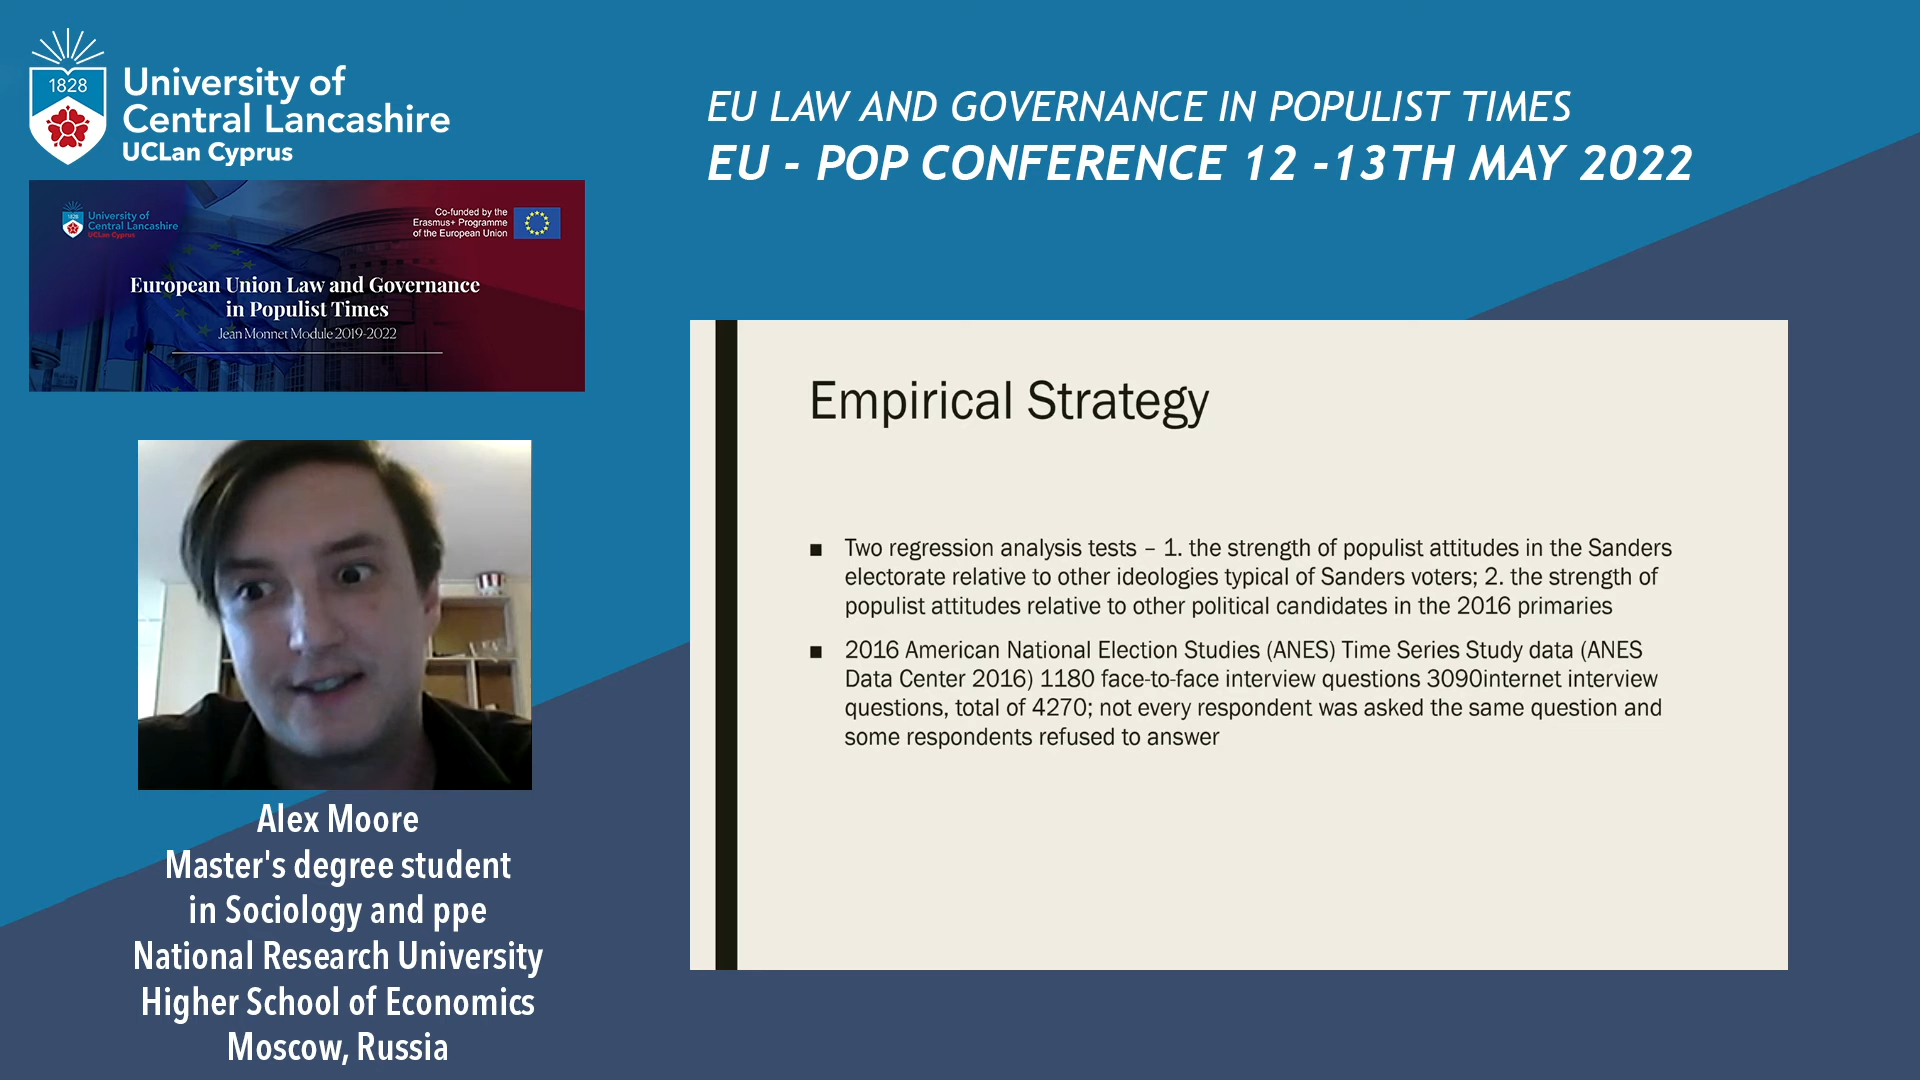 1828
University of
Central Lancashire
UCLan Cyprus
EU LAW AND GOVERNANCE IN POPULIST TIMES
EU - POP CONFERENCE 12 -13TH MAY 2022
1828
University of
Central Lancashire
UCLan Cyprus
Co-funded by the
Erasmus+ Programme
of the European Union
European Union Law and Governance
in Populist Times
Jean Monnet Module 2019-2022
Alex Moore
Master's degree student
in Sociology and ppe
National Research University
Higher School of Economics
Moscow, Russia
Empirical Strategy
■ Two regression analysis tests – 1. the strength of populist attitudes in the Sanders
electorate relative to other ideologies typical of Sanders voters; 2. the strength of
populist attitudes relative to other political candidates in the 2016 primaries
■ 2016 American National Election Studies (ANES) Time Series Study data (ANES
Data Center 2016) 1180 face-to-face interview questions 3090internet interview
questions, total of 4270; not every respondent was asked the same question and
some respondents refused to answer